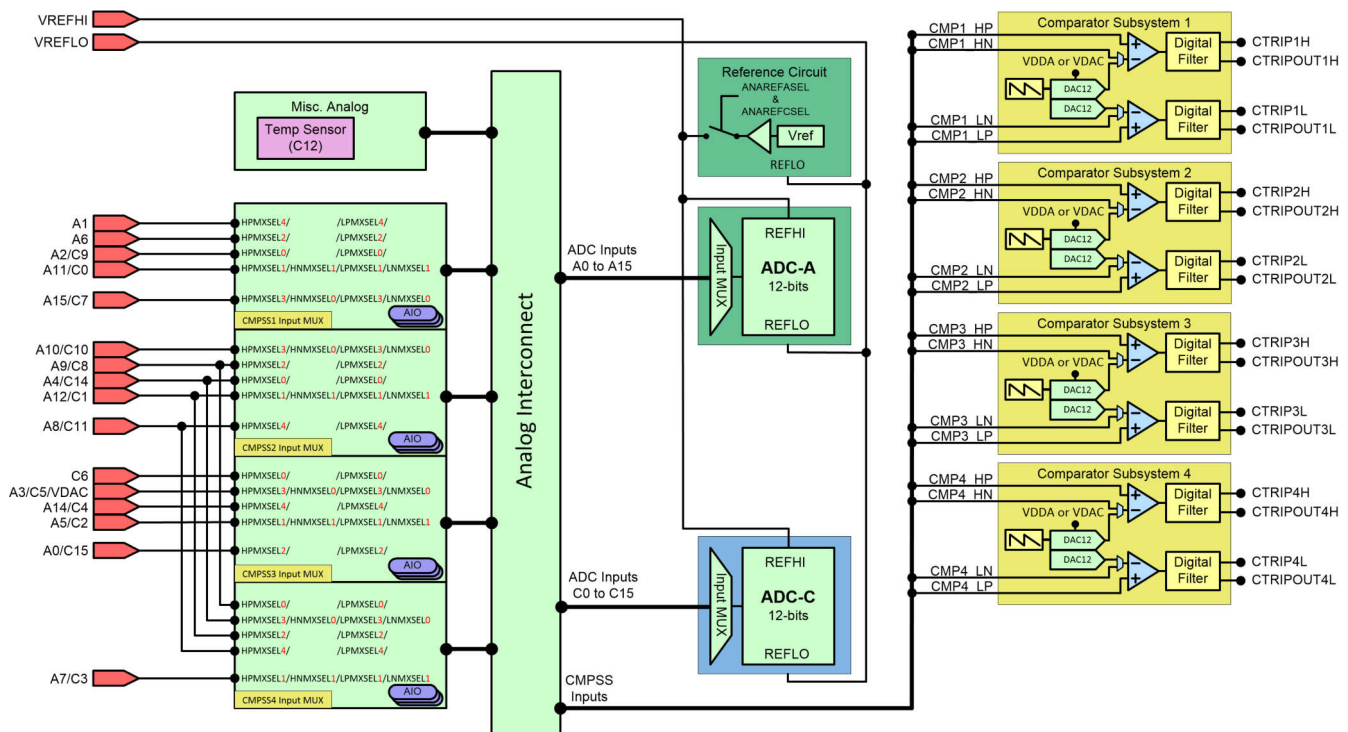 VREFHI
VREFLO
Misc. Analog
Temp Sensor
(C12)
A1
A6
A2/C9
A11/C0
A15/C7
HPMXSEL4/ /LPMXSEL4/
HPMXSEL2/ /LPMXSEL2/
HPMXSEL0/ /LPMXSEL0/
HPMXSEL1/HNMXSEL1/LPMXSEL1/LNMXSEL1
HPMXSEL3/HNMXSEL0/LPMXSEL3/LNMXSEL0
AIO
CMPSS1 Input MUX
A10/C10
A9/C8
A4/C14
A12/C1
A8/C11
HPMXSEL3/HNMXSEL0/LPMXSEL3/LNMXSEL0
HPMXSEL2/ /LPMXSEL2/
HPMXSEL0/ /LPMXSEL0/
HPMXSEL1/HNMXSEL1/LPMXSEL1/LNMXSEL1
HPMXSEL4/ /LPMXSEL4/
AIO
CMPSS2 Input MUX
C6
A3/C5/VDAC
A14/C4
A5/C2
A0/C15
HPMXSEL0/ /LPMXSEL0/
HPMXSEL3/HNMXSEL0/LPMXSEL3/LNMXSEL0
HPMXSEL4/ /LPMXSEL4/
HPMXSEL1/HNMXSEL1/LPMXSEL1/LNMXSEL1
HPMXSEL2/ /LPMXSEL2/
AIO
CMPSS3 Input MUX
HPMXSEL0/ /LPMXSEL0/
HPMXSEL3/HNMXSEL0/LPMXSEL3/LNMXSEL0
HPMXSEL2/ /LPMXSEL2/
HPMXSEL4/ /LPMXSEL4/
A7/C3
HPMXSEL1/HNMXSEL1/LPMXSEL1/LNMXSEL1
AIO
CMPSS4 Input MUX
Analog Interconnect
Reference Circuit
ANAREFASEL
&
ANAREFCSEL
Vref
REFLO
ADC Inputs
A0 to A15
Input MUX
REFHI
ADC-A
12-bits
REFLO
ADC Inputs
C0 to C15
Input MUX
REFHI
ADC-C
12-bits
REFLO
CMPSS
Inputs
Comparator Subsystem 1
CMP1_HP
CMP1_HN
VDDA or VDAC
DAC12
DAC12
CMP1_LN
CMP1_LP
Digital
Filter
CTRIP1H
CTRIPOUT1H
Digital
Filter
CTRIP1L
CTRIPOUT1L
Comparator Subsystem 2
CMP2_HP
CMP2_HN
VDDA or VDAC
DAC12
DAC12
CMP2_LN
CMP2_LP
Digital
Filter
CTRIP2H
CTRIPOUT2H
Digital
Filter
CTRIP2L
CTRIPOUT2L
Comparator Subsystem 3
CMP3_HP
CMP3_HN
VDDA or VDAC
DAC12
DAC12
CMP3_LN
CMP3_LP
Digital
Filter
CTRIP3H
CTRIPOUT3H
Digital
Filter
CTRIP3L
CTRIPOUT3L
Comparator Subsystem 4
CMP4_HP
CMP4_HN
VDDA or VDAC
DAC12
DAC12
CMP4_LN
CMP4_LP
Digital
Filter
CTRIP4H
CTRIPOUT4H
Digital
Filter
CTRIP4L
CTRIPOUT4L